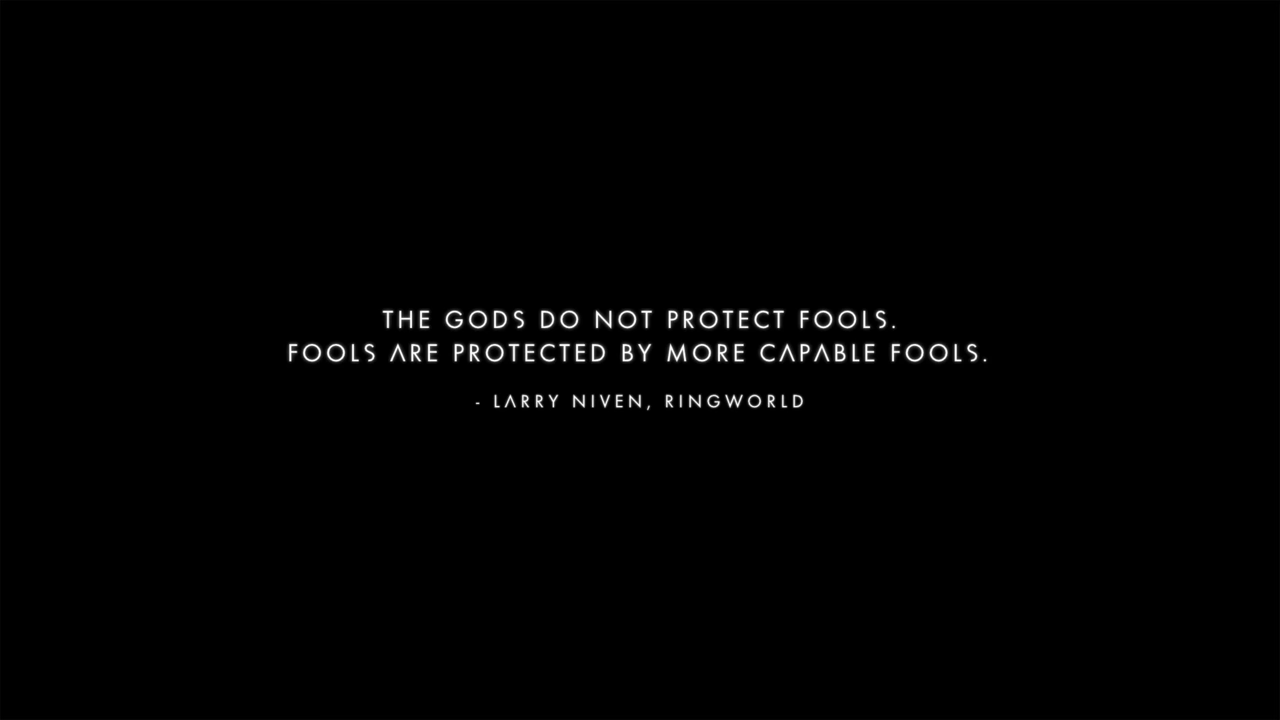 THE GODS DO NOT PROTECT FOOLS.
FOOLS ARE PROTECTED BY MORE CAPABLE FOOLS.
- LARRY NIVEN, RINGWORLD